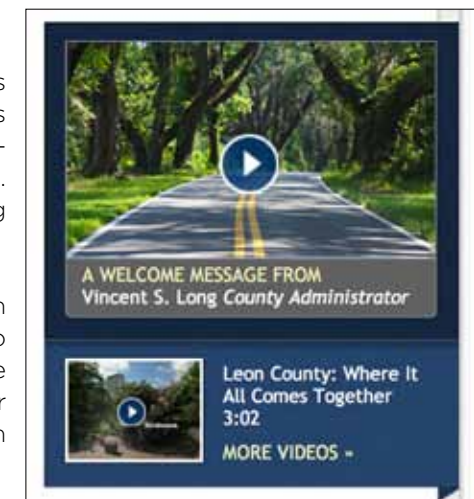 s
s
-
.
g
n
o
e
r
n
A WELCOME MESSAGE FROM
Vincent S. Long County Administrator
Leon County: Where It
All Comes Together
3:02
MORE VIDEOS »